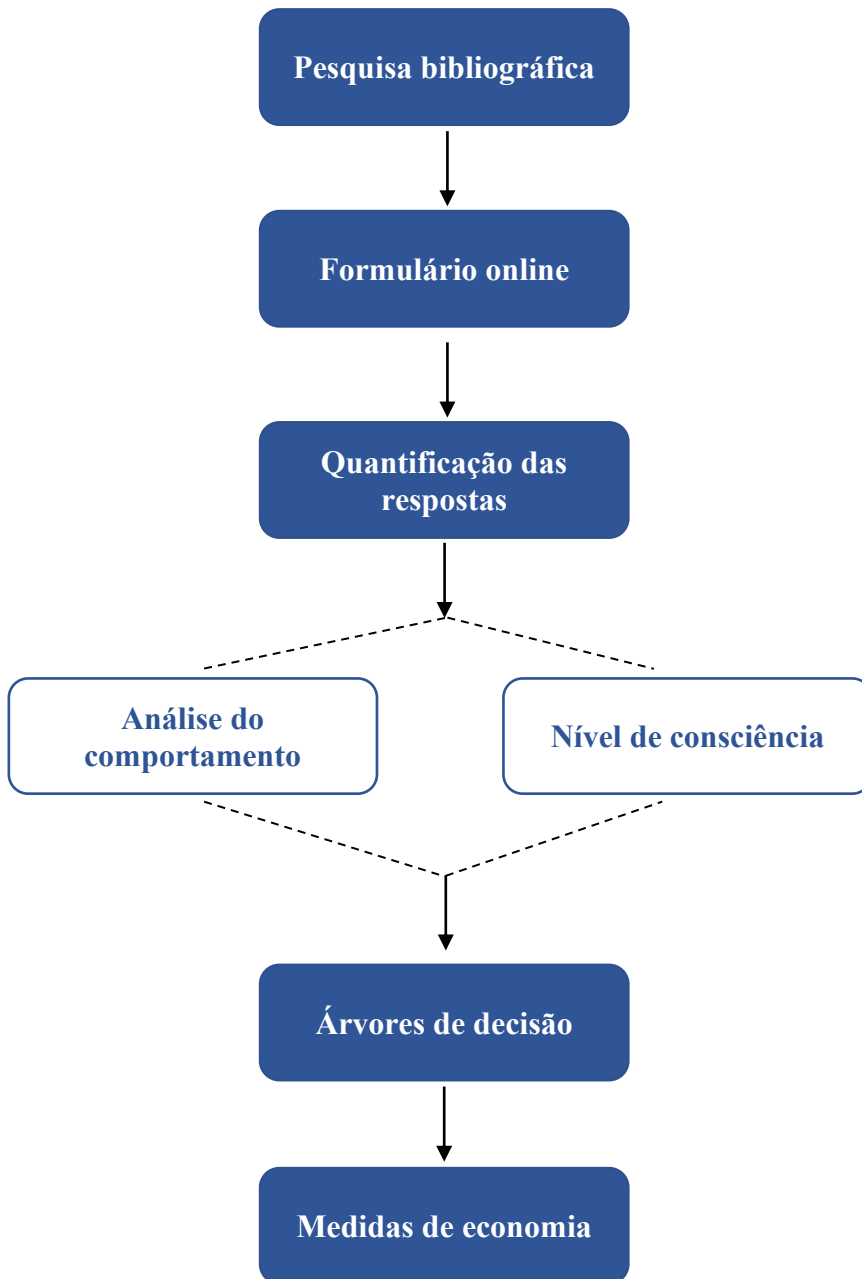 Pesquisa bibliográfica
Formulário online
Quantificação das
respostas
Análise do
comportamento
Nível de consciência
Árvores de decisão
Medidas de economia